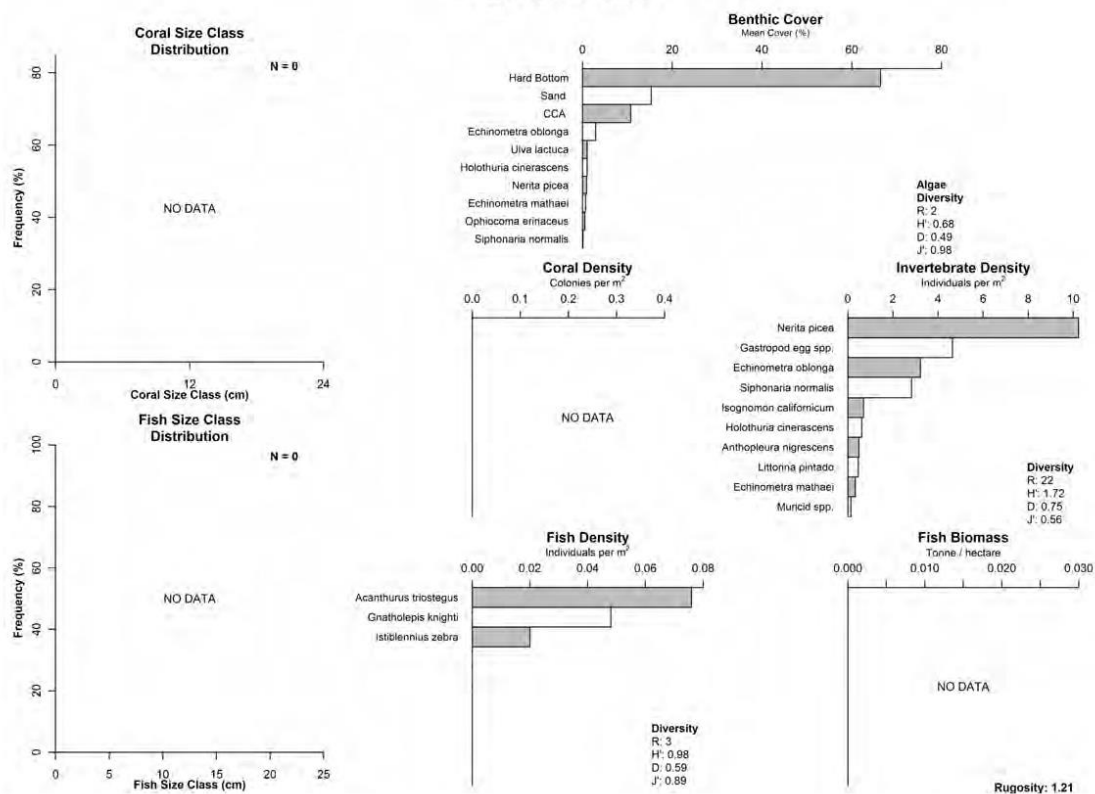 Coral Size Class
Distribution
N = 0
Frequency (%)
0
20
40
60
80
NO DATA
0
12
24
Coral Size Class (cm)
Benthic Cover
Mean Cover (%)
0
20
40
60
80
Hard Bottom
Sand
CCA
Echinometra oblonga
Ulva lactuca
Holothuria cinerascens
Nerita picea
Echinometra mathaei
Ophiocoma erinaceus
Siphonaria normalis
Algae
Diversity
R: 2
H': 0.68
D: 0.49
J': 0.98
Coral Density
Colonies per m²
0.0
0.1
0.2
0.3
0.4
NO DATA
Invertebrate Density
Individuals per m²
0
2
4
6
8
10
Nerita picea
Gastropod egg spp.
Echinometra oblonga
Siphonaria normalis
Isognomon californicum
Holothuria cinerascens
Anthopleura nigrescens
Littorina pintado
Echinometra mathaei
Muricid spp.
Diversity
R: 22
H': 1.72
D: 0.75
J': 0.56
Fish Size Class
Distribution
N = 0
Frequency (%)
0
20
40
60
80
100
NO DATA
0
5
10
15
20
25
Fish Size Class (cm)
Fish Density
Individuals per m²
0.00
0.02
0.04
0.06
0.08
Acanthurus triostegus
Gnatholepis knighti
Istiblennius zebra
Diversity
R: 3
H': 0.98
D: 0.59
J': 0.89
Fish Biomass
Tonne / hectare
0.000
0.010
0.020
0.030
NO DATA
Rugosity: 1.21